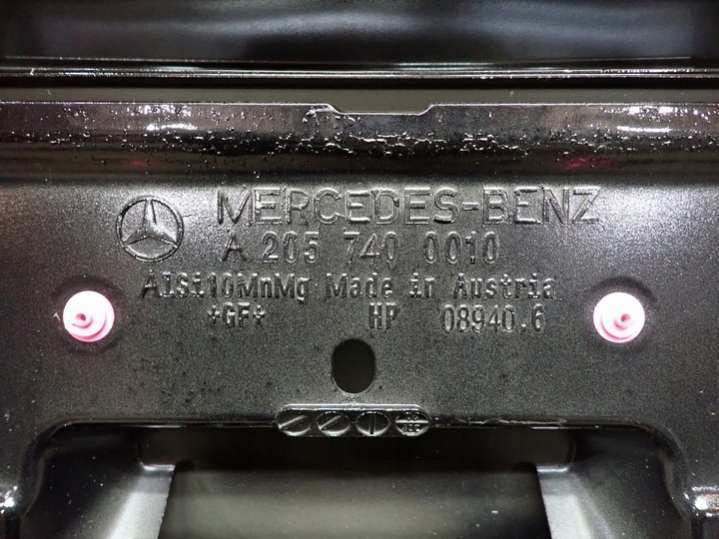 MERCEDES-BENZ
A 205 740 0010
AlSi10MnMg Made in Austria
+GF+ HP 08940.6